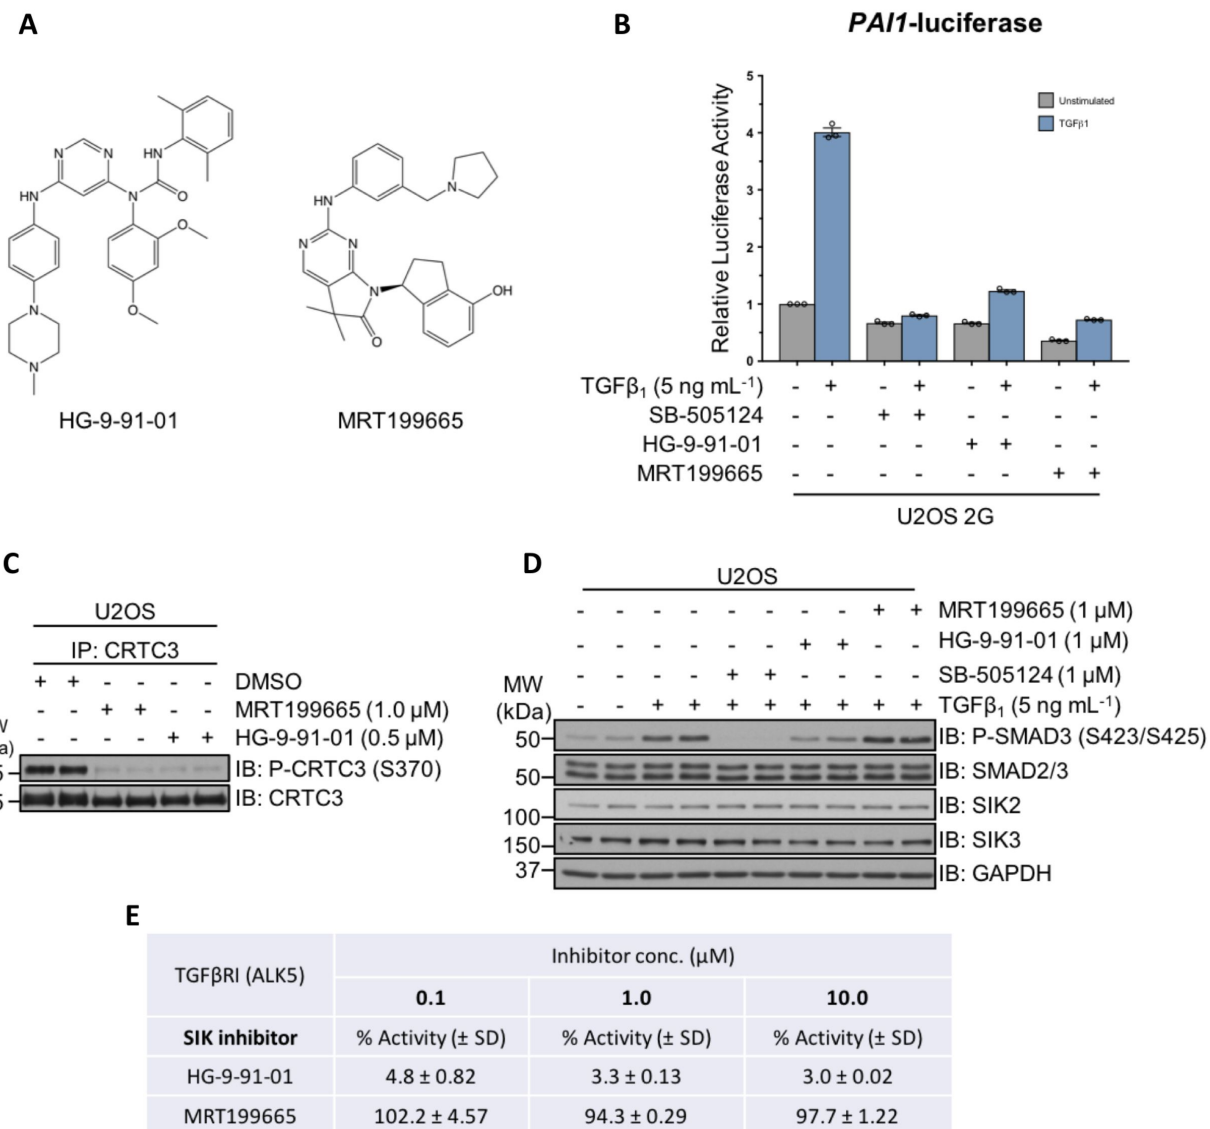 A
HG-9-91-01
MRT199665
N
N
HN
HN
N
O
O
O
N
N
HN
N
N
N
N
O
OH
B
PAI1-luciferase
Relative Luciferase Activity
5
4
3
2
1
0
Unstimulated
TGFβ1
TGFβ₁ (5 ng mL⁻¹) - + - + - + - +
SB-505124 - - + + - - - -
HG-9-91-01 - - - - + + - -
MRT199665 - - - - - - + +
U2OS 2G
C
U2OS
IP: CRTC3
+ + - - - - DMSO
- - + + - - MRT199665 (1.0 μM)
- - - - + + HG-9-91-01 (0.5 μM)
IB: P-CRTC3 (S370)
IB: CRTC3
D
U2OS
- - - - - - - - + + MRT199665 (1 μM)
- - - - - - + + - - HG-9-91-01 (1 μM)
- - - - + + - - - - SB-505124 (1 μM)
- - + + + + + + + + TGFβ₁ (5 ng mL⁻¹)
MW
(kDa)
50 IB: P-SMAD3 (S423/S425)
50 IB: SMAD2/3
100 IB: SIK2
150 IB: SIK3
37 IB: GAPDH
E
TGFβRI (ALK5) Inhibitor conc. (μM)
0.1 1.0 10.0
SIK inhibitor % Activity (± SD) % Activity (± SD) % Activity (± SD)
HG-9-91-01 4.8 ± 0.82 3.3 ± 0.13 3.0 ± 0.02
MRT199665 102.2 ± 4.57 94.3 ± 0.29 97.7 ± 1.22